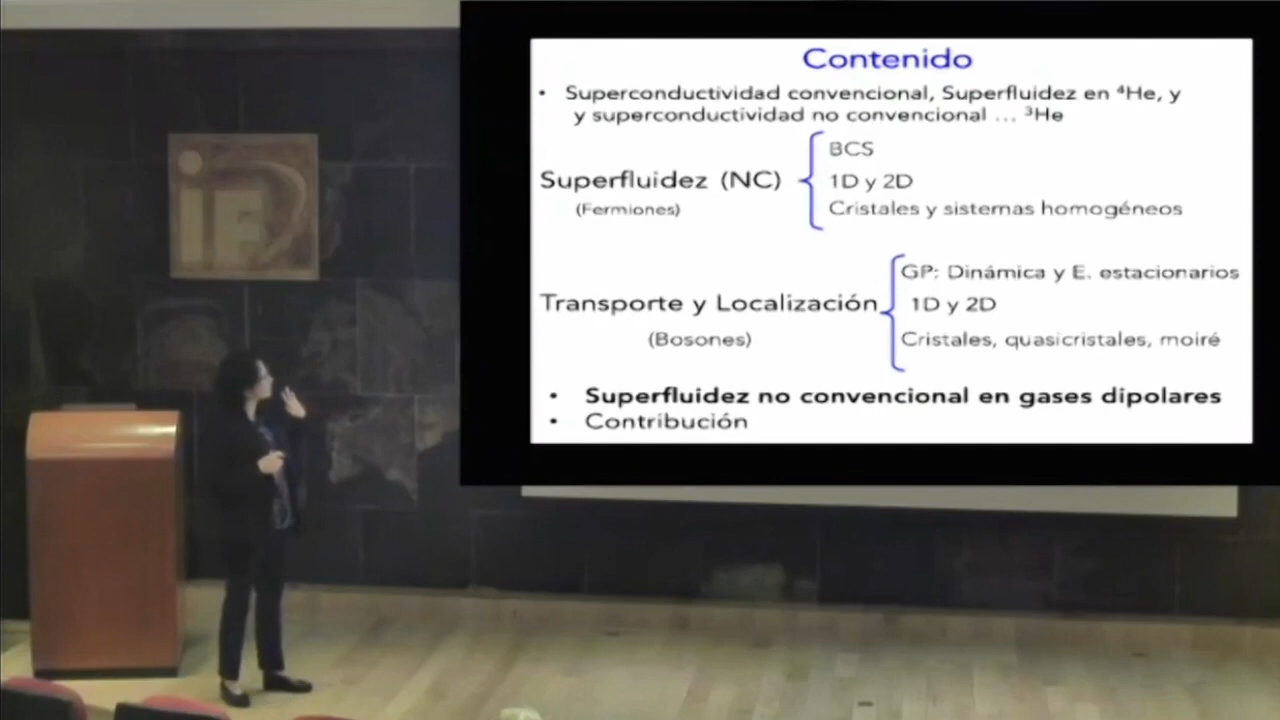 Contenido
• Superconductividad convencional, Superfluidez en ⁴He, y
y superconductividad no convencional ... ³He
Superfluidez (NC)
(Fermiones)
BCS
1D y 2D
Cristales y sistemas homogéneos
Transporte y Localización
(Bosones)
GP: Dinámica y E. estacionarios
1D y 2D
Cristales, quasicristales, moiré
• Superfluidez no convencional en gases dipolares
• Contribución